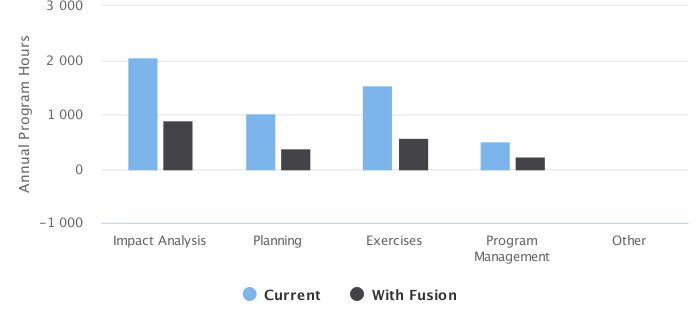 3 000
2 000
1 000
0
−1 000
Annual Program Hours
Impact Analysis
Planning
Exercises
Program
Management
Other
Current
With Fusion